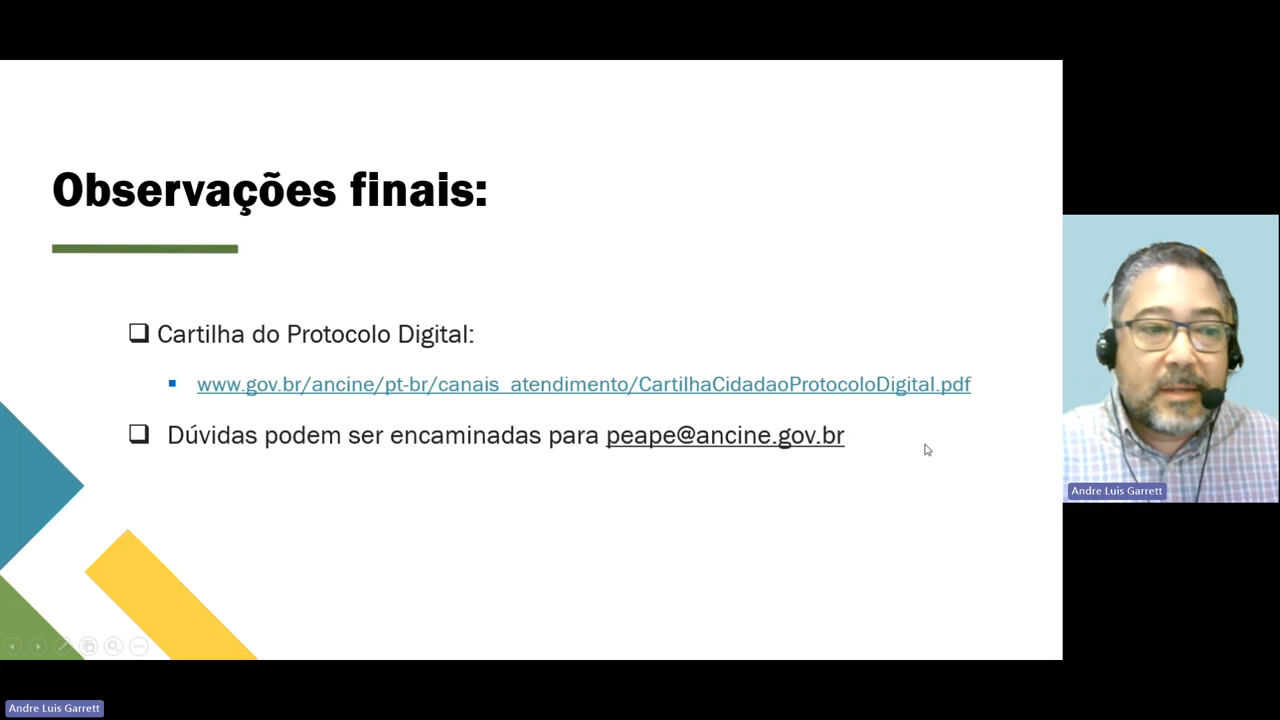 Observações finais:
Cartilha do Protocolo Digital:
www.gov.br/ancine/pt-br/canais_atendimento/CartilhaCidadaoProtocoloDigital.pdf
Dúvidas podem ser encaminadas para peape@ancine.gov.br
Andre Luis Garrett
Andre Luis Garrett